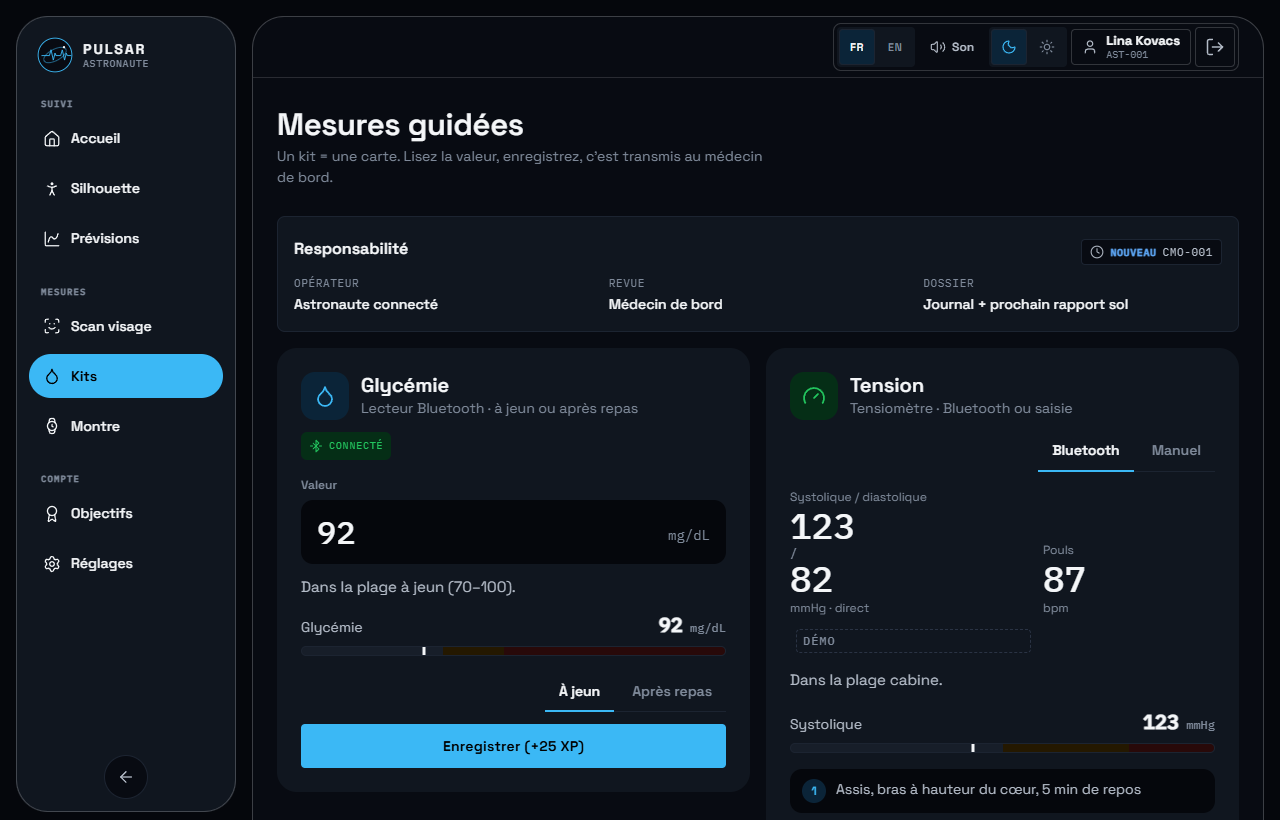 PULSAR
ASTRONAUTE
SUIVI
Accueil
Silhouette
Prévisions
MESURES
Scan visage
Kits
Montre
COMPTE
Objectifs
Réglages
FR
EN
Son
Lina Kovacs
AST-001
Mesures guidées
Un kit = une carte. Lisez la valeur, enregistrez, c'est transmis au médecin
de bord.
Responsabilité
NOUVEAU CMO-001
OPÉRATEUR
Astronaute connecté
REVUE
Médecin de bord
DOSSIER
Journal + prochain rapport sol
Glycémie
Lecteur Bluetooth · à jeun ou après repas
CONNECTÉ
Valeur
92
mg/dL
Dans la plage à jeun (70–100).
Glycémie
92 mg/dL
À jeun
Après repas
Enregistrer (+25 XP)
Tension
Tensiomètre · Bluetooth ou saisie
Bluetooth
Manuel
Systolique / diastolique
123
/
82
mmHg · direct
Pouls
87
bpm
DÉMO
Dans la plage cabine.
Systolique
123 mmHg
1 Assis, bras à hauteur du cœur, 5 min de repos